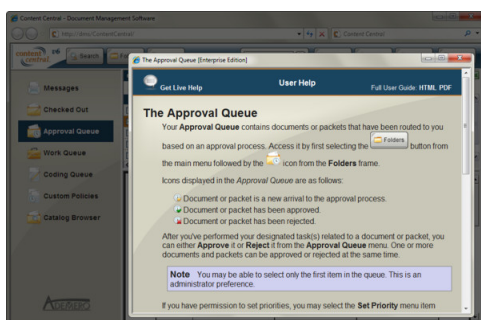 Content Central - Document Management Software
http://demo/ContentCentral/
Content Central
content central
Search
Messages
Checked Out
Approval Queue
Work Queue
Coding Queue
Custom Policies
Catalog Browser
ADEMERO
The Approval Queue [Enterprise Edition]
Get Live Help
User Help
Full User Guide: HTML PDF
The Approval Queue
Your Approval Queue contains documents or packets that have been routed to you
based on an approval process. Access it by first selecting the Folders button from
the main menu followed by the icon from the Folders frame.
Icons displayed in the Approval Queue are as follows:
Document or packet is a new arrival to the approval process.
Document or packet has been approved.
Document or packet has been rejected.
After you've performed your designated task(s) related to a document or packet, you
can either Approve it or Reject it from the Approval Queue menu. One or more
documents and packets can be approved or rejected at the same time.
Note You may be able to select only the first item in the queue. This is an
administrator preference.
If you have permission to set priorities, you may select the Set Priority menu item